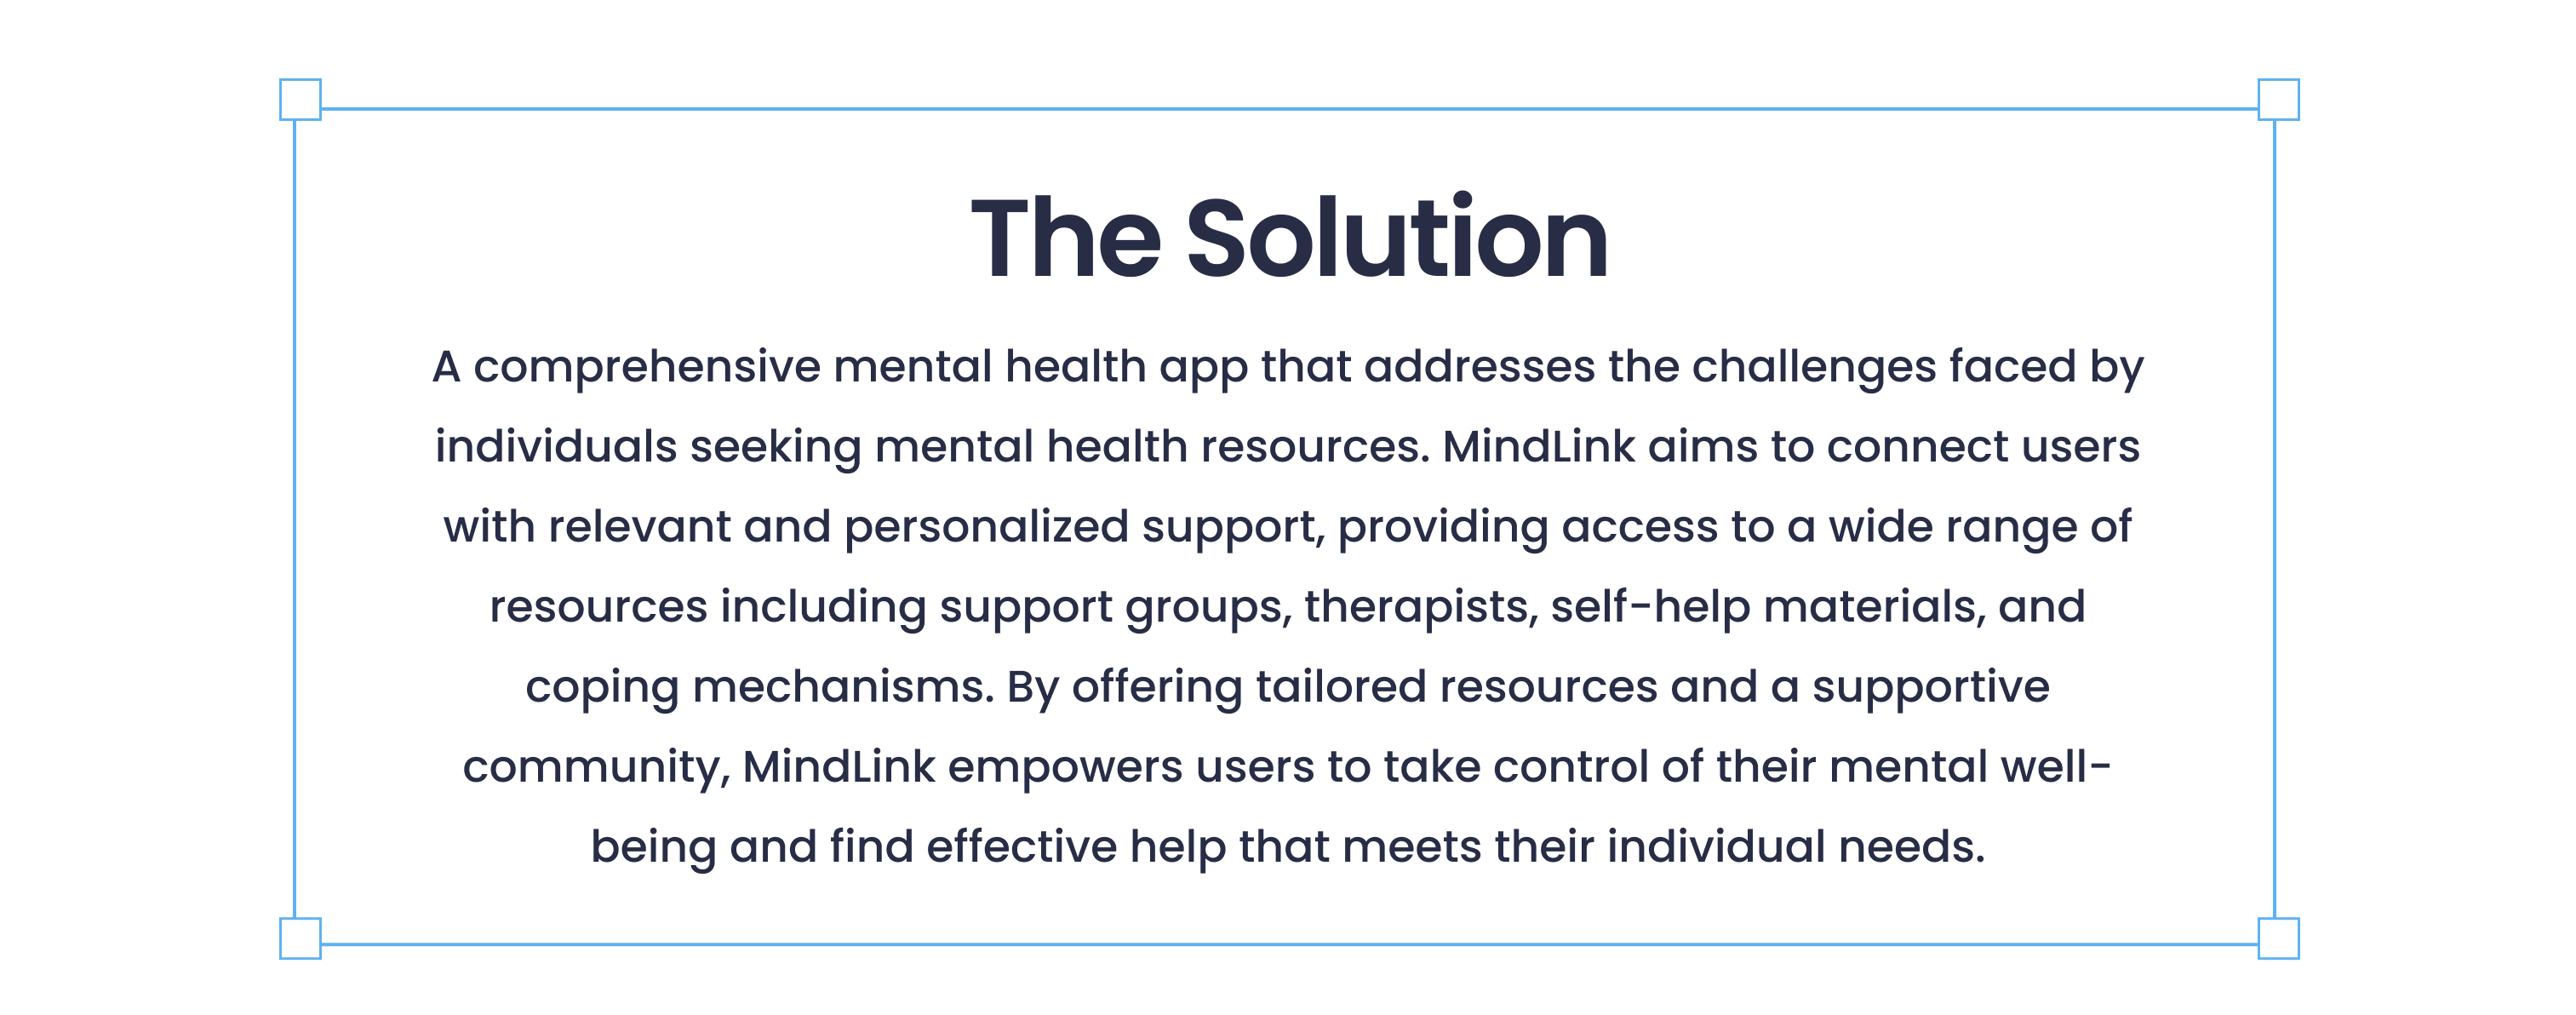 The Solution
A comprehensive mental health app that addresses the challenges faced by
individuals seeking mental health resources. MindLink aims to connect users
with relevant and personalized support, providing access to a wide range of
resources including support groups, therapists, self-help materials, and
coping mechanisms. By offering tailored resources and a supportive
community, MindLink empowers users to take control of their mental well-
being and find effective help that meets their individual needs.